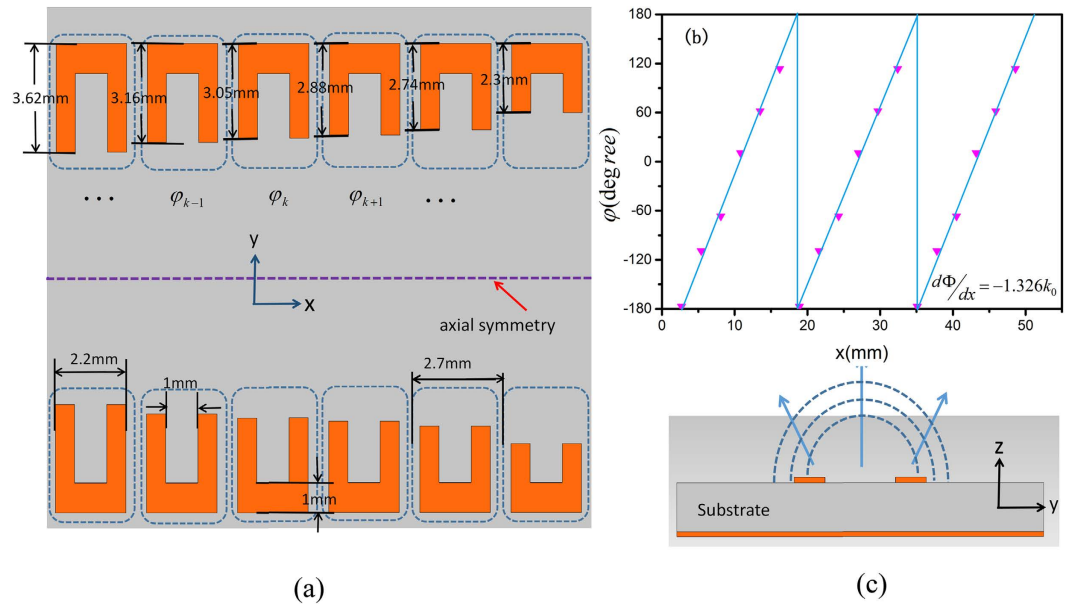 (a)
3.62mm
3.16mm
3.05mm
2.88mm
2.74mm
2.3mm
... φk-1 φk φk+1 ...
y
x
axial symmetry
2.2mm
1mm
2.7mm
1mm
(a)
(b)
φ(degree)
180
120
60
0
-60
-120
-180
dΦ/dx = −1.326k0
0 10 20 30 40 50
x(mm)
z
y
Substrate
(c)